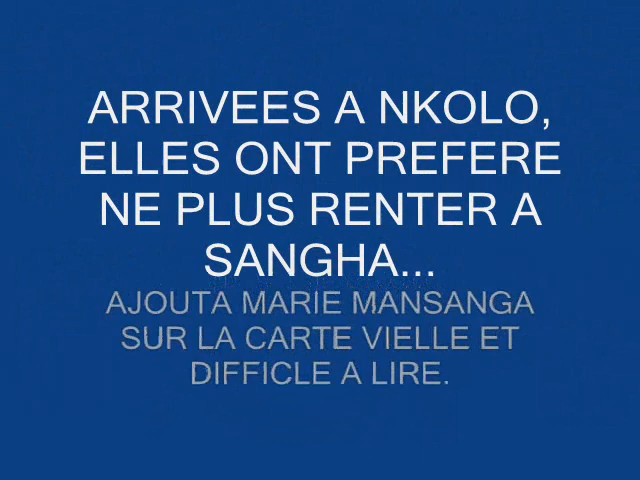 ARRIVEES A NKOLO,
ELLES ONT PREFERE
NE PLUS RENTER A
SANGHA...
AJOUTA MARIE MANSANGA
SUR LA CARTE VIELLE ET
DIFFICLE A LIRE.